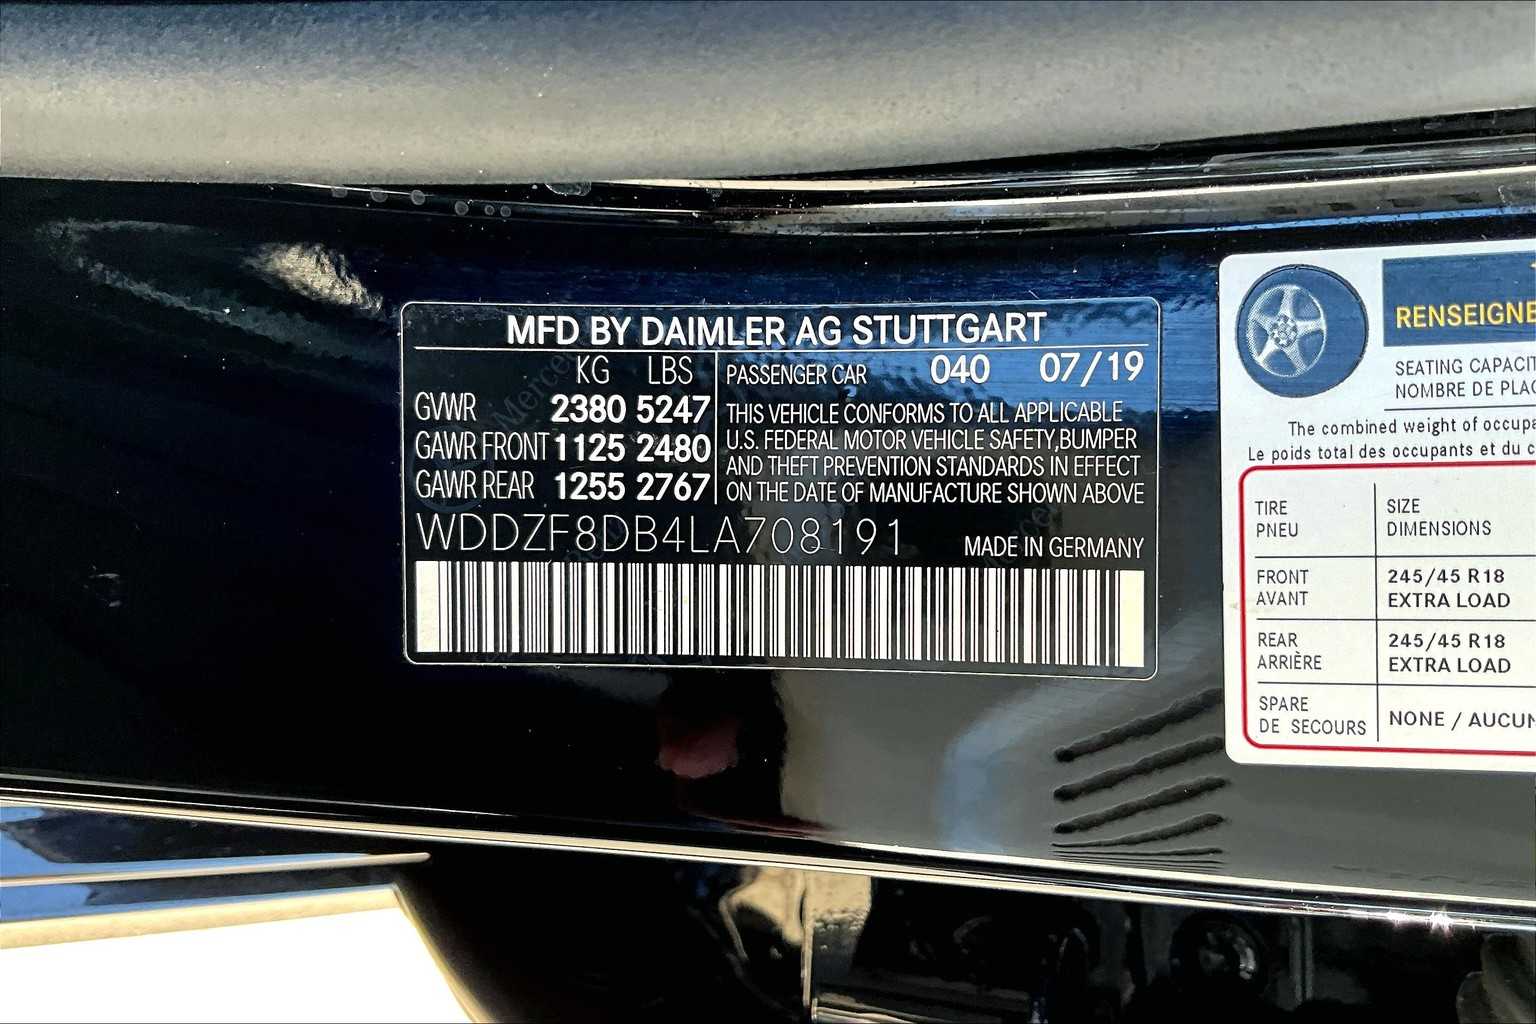 MFD BY DAIMLER AG STUTTGART
KG LBS
GVWR 2380 5247
GAWR FRONT 1125 2480
GAWR REAR 1255 2767
PASSENGER CAR 040 07/19
THIS VEHICLE CONFORMS TO ALL APPLICABLE
U.S. FEDERAL MOTOR VEHICLE SAFETY,BUMPER
AND THEFT PREVENTION STANDARDS IN EFFECT
ON THE DATE OF MANUFACTURE SHOWN ABOVE
WDDZF8DB4LA708191
MADE IN GERMANY
RENSEIGNE
SEATING CAPACIT
NOMBRE DE PLAC
The combined weight of occupa
Le poids total des occupants et du c
TIRE SIZE
PNEU DIMENSIONS
FRONT 245/45 R18
AVANT EXTRA LOAD
REAR 245/45 R18
ARRIÈRE EXTRA LOAD
SPARE
DE SECOURS NONE / AUCUN